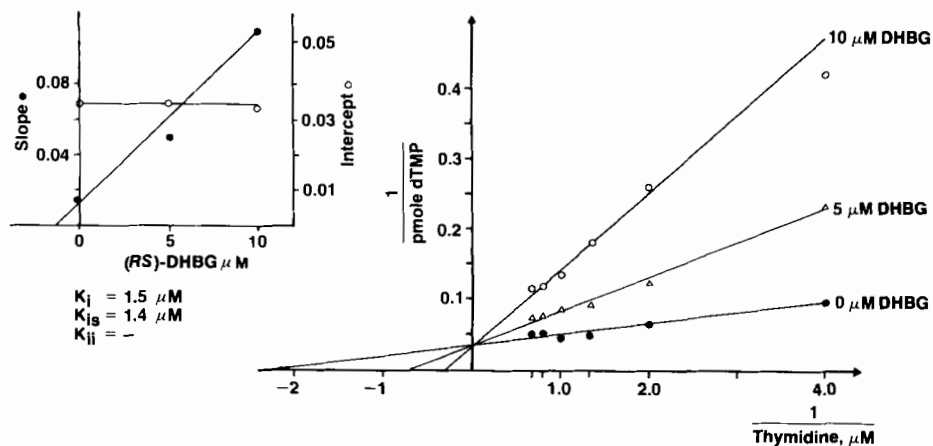 0.08
0.04
Slope ●
0.05
0.03
0.01
Intercept ○
0
5
10
(RS)-DHBG μM
Ki = 1.5 μM
Kis = 1.4 μM
Kii = –
0.4
0.3
0.2
0.1
1
pmole dTMP
10 μM DHBG
5 μM DHBG
0 μM DHBG
−2
−1
1.0
2.0
4.0
1
Thymidine, μM